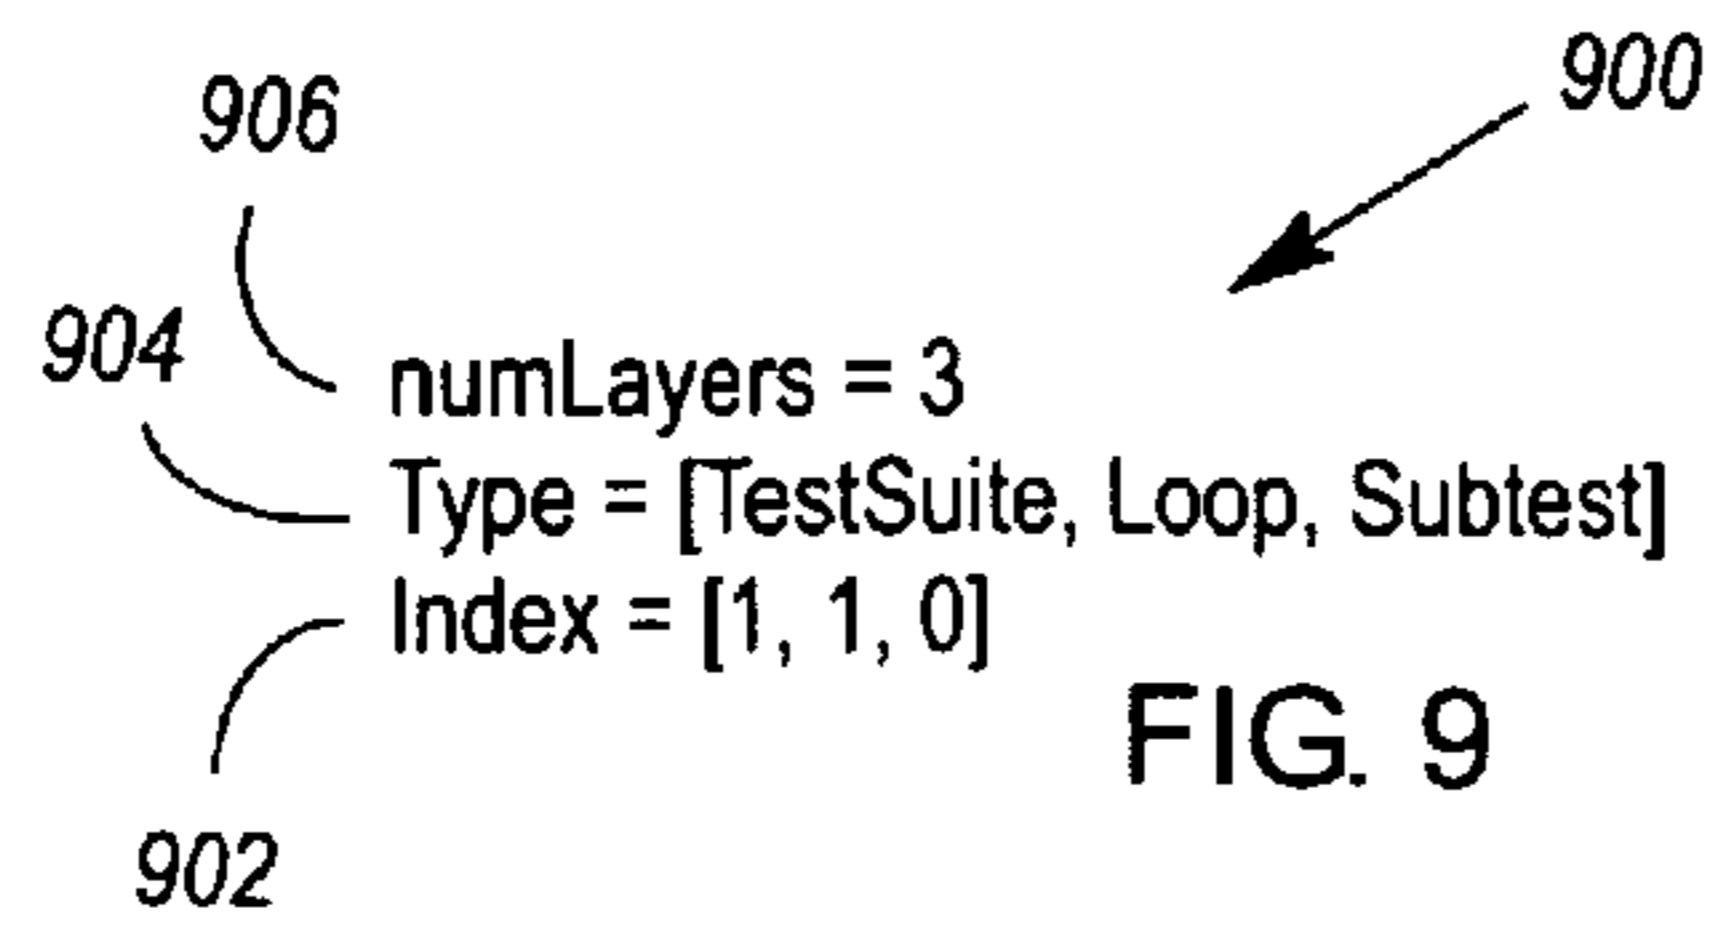 900
906
904
numLayers = 3
Type = [TestSuite, Loop, Subtest]
Index = [1, 1, 0]
FIG. 9
902